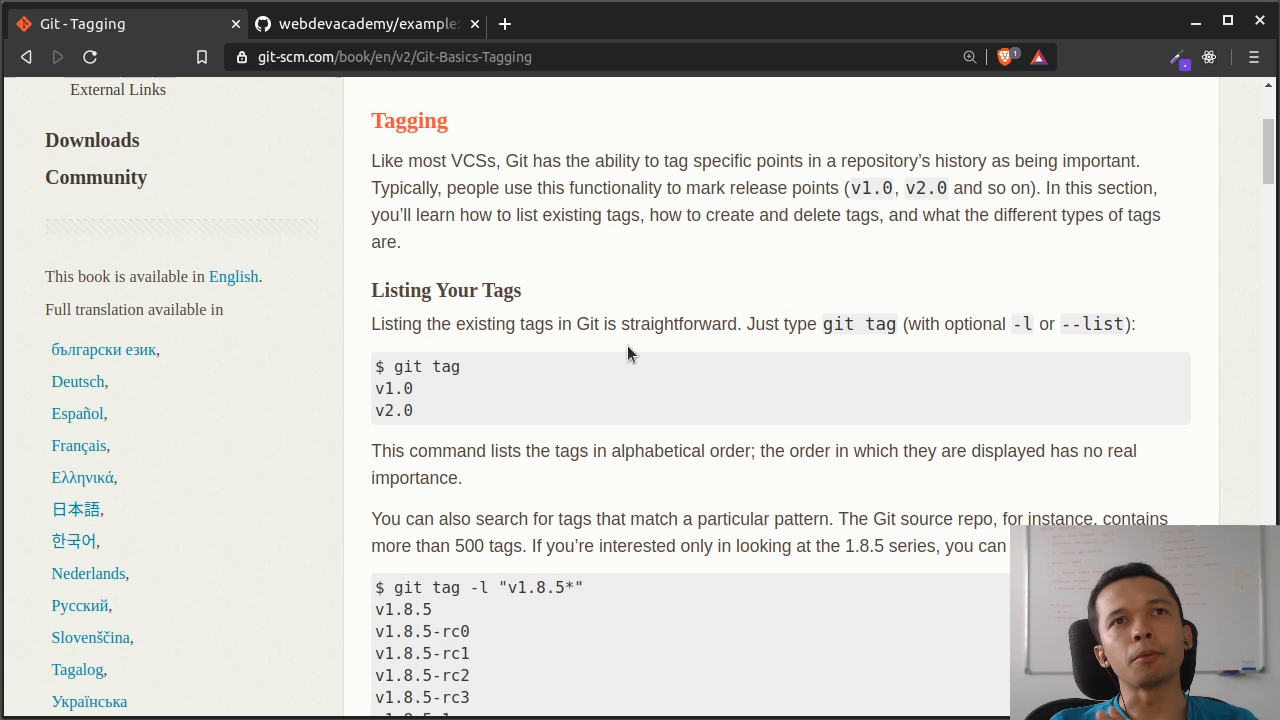 Git - Tagging
webdevacademy/example
git-scm.com/book/en/v2/Git-Basics-Tagging
1
External Links
Downloads
Community
This book is available in English.
Full translation available in
български език,
Deutsch,
Español,
Français,
Ελληνικά,
日本語,
한국어,
Nederlands,
Русский,
Slovenščina,
Tagalog,
Українська
Tagging
Like most VCSs, Git has the ability to tag specific points in a repository’s history as being important.
Typically, people use this functionality to mark release points (v1.0, v2.0 and so on). In this section,
you’ll learn how to list existing tags, how to create and delete tags, and what the different types of tags
are.
Listing Your Tags
Listing the existing tags in Git is straightforward. Just type git tag (with optional -l or --list):
$ git tag
v1.0
v2.0
This command lists the tags in alphabetical order; the order in which they are displayed has no real
importance.
You can also search for tags that match a particular pattern. The Git source repo, for instance, contains
more than 500 tags. If you’re interested only in looking at the 1.8.5 series, you can
$ git tag -l "v1.8.5*"
v1.8.5
v1.8.5-rc0
v1.8.5-rc1
v1.8.5-rc2
v1.8.5-rc3